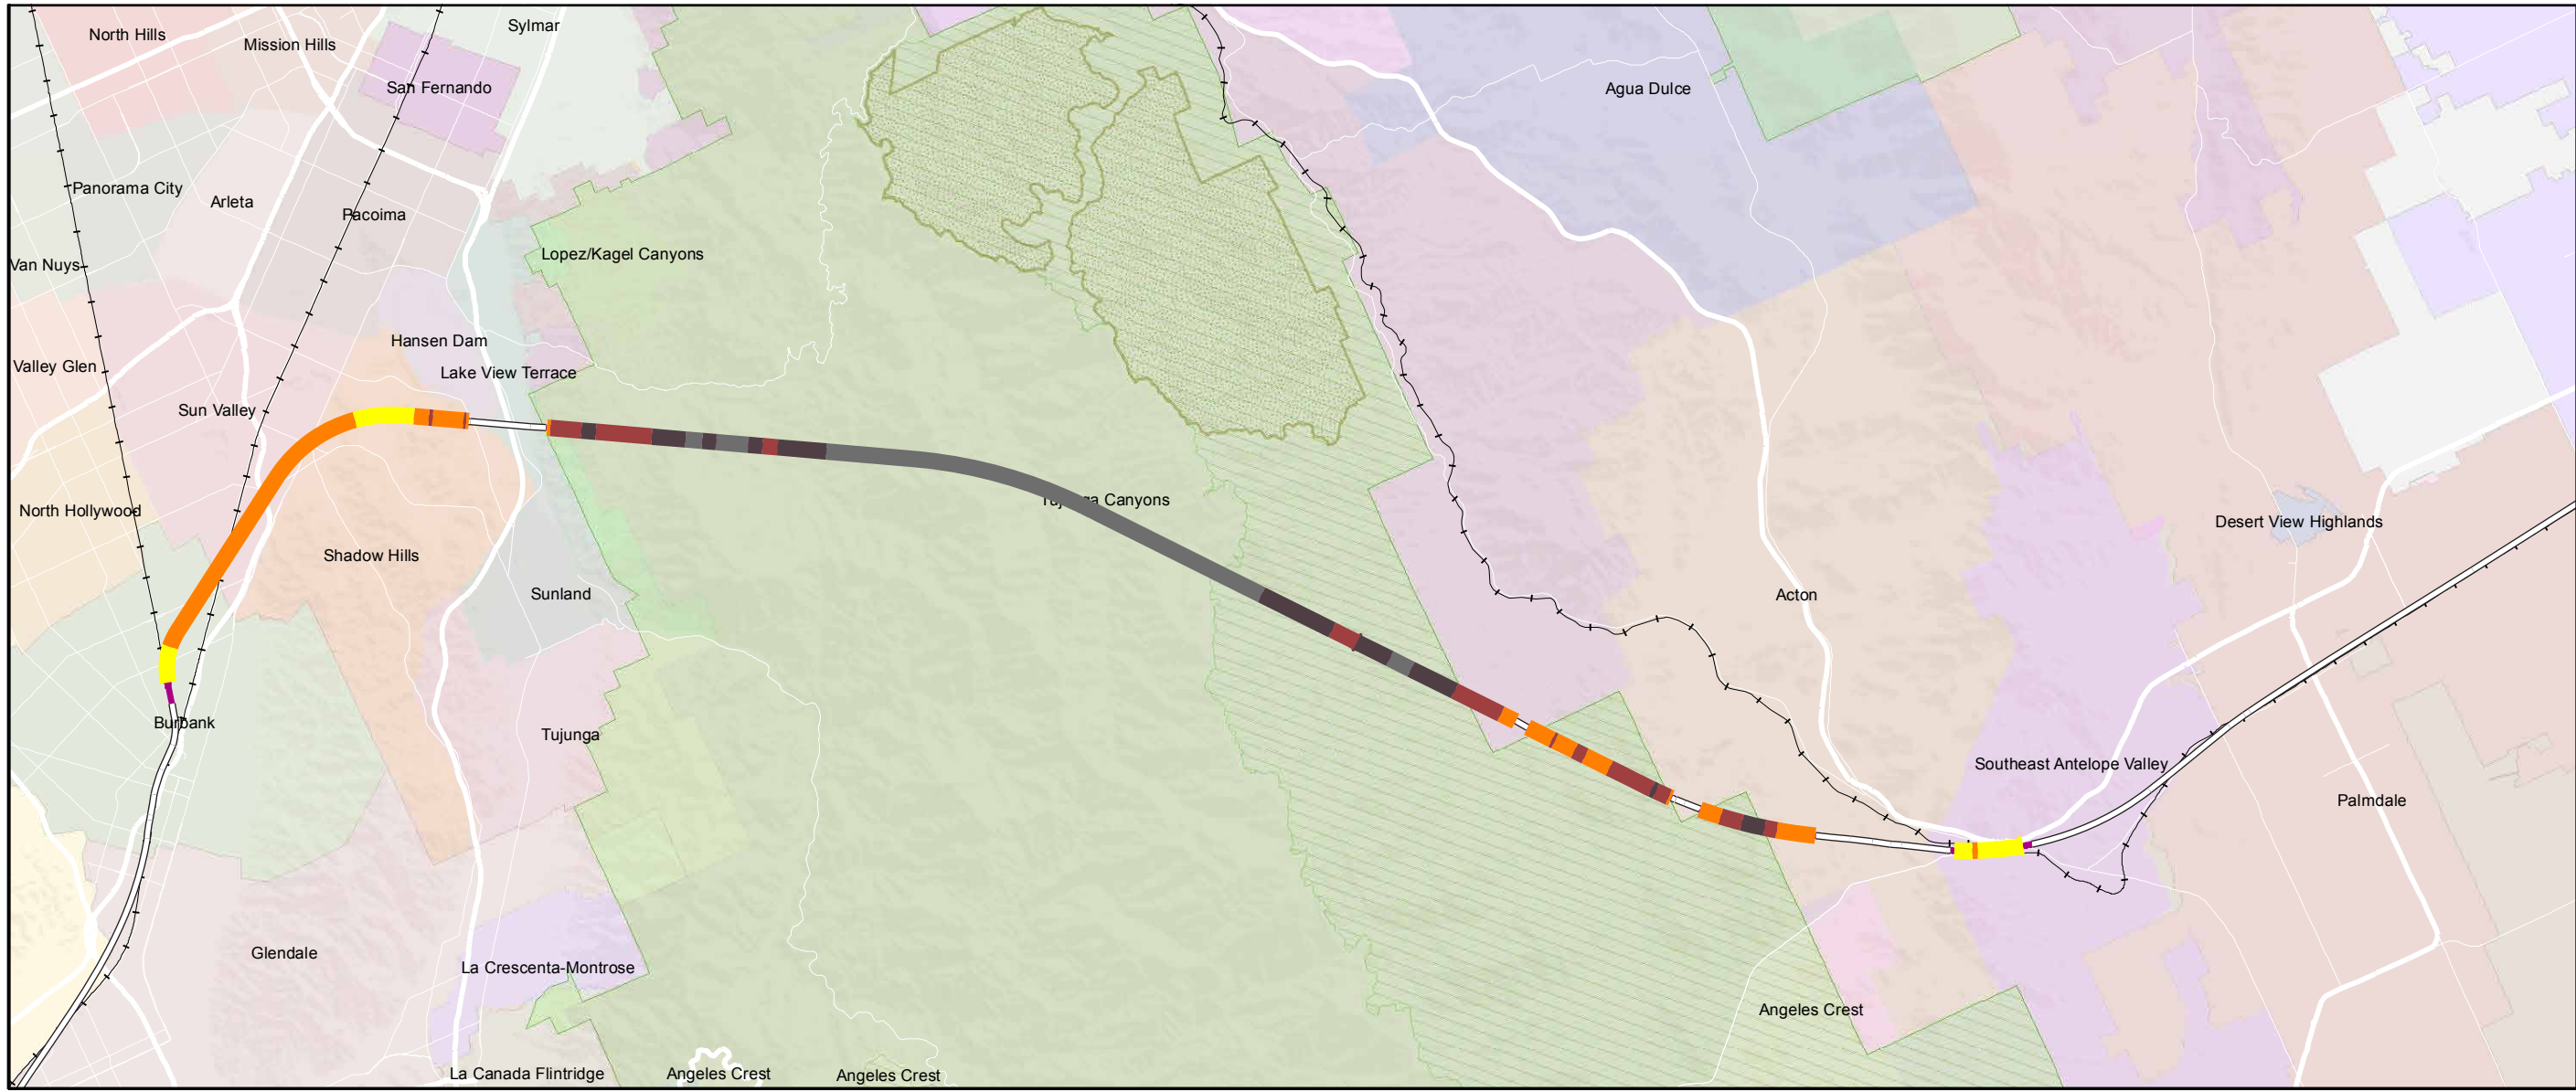 Sylmar
North Hills
Mission Hills
San Fernando
Agua Dulce
Panorama City
Arleta
Pacoima
Lopez/Kagel Canyons
Van Nuys
Hansen Dam
Valley Glen
Lake View Terrace
Sun Valley
Canyons
North Hollywood
Desert View Highlands
Shadow Hills
Sunland
Acton
Burbank
Tujunga
Southeast Antelope Valley
Palmdale
Glendale
La Crescenta-Montrose
Angeles Crest
La Canada Flintridge
Angeles Crest
Angeles Crest